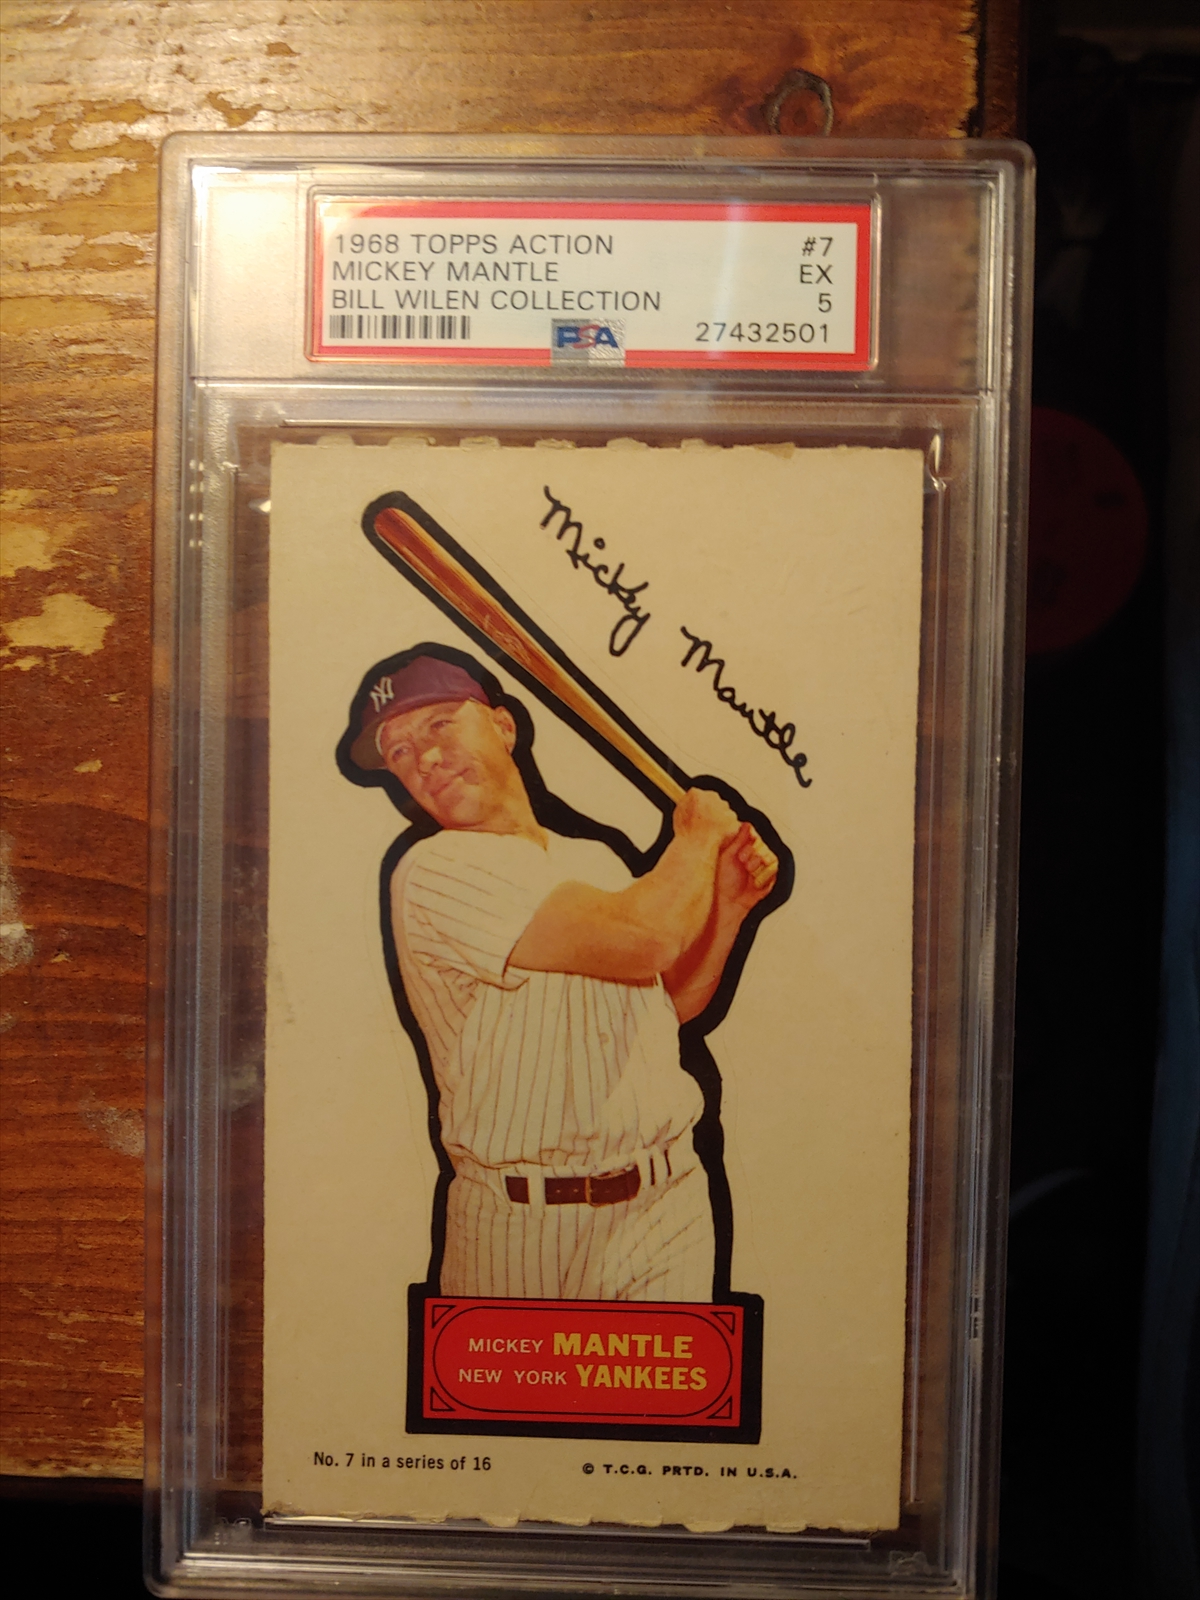 1968 TOPPS ACTION #7
MICKEY MANTLE EX
BILL WILEN COLLECTION 5
PSA 27432501
Mickey Mantle
NY
MICKEY MANTLE
NEW YORK YANKEES
No. 7 in a series of 16 © T.C.G. PRTD. IN U.S.A.